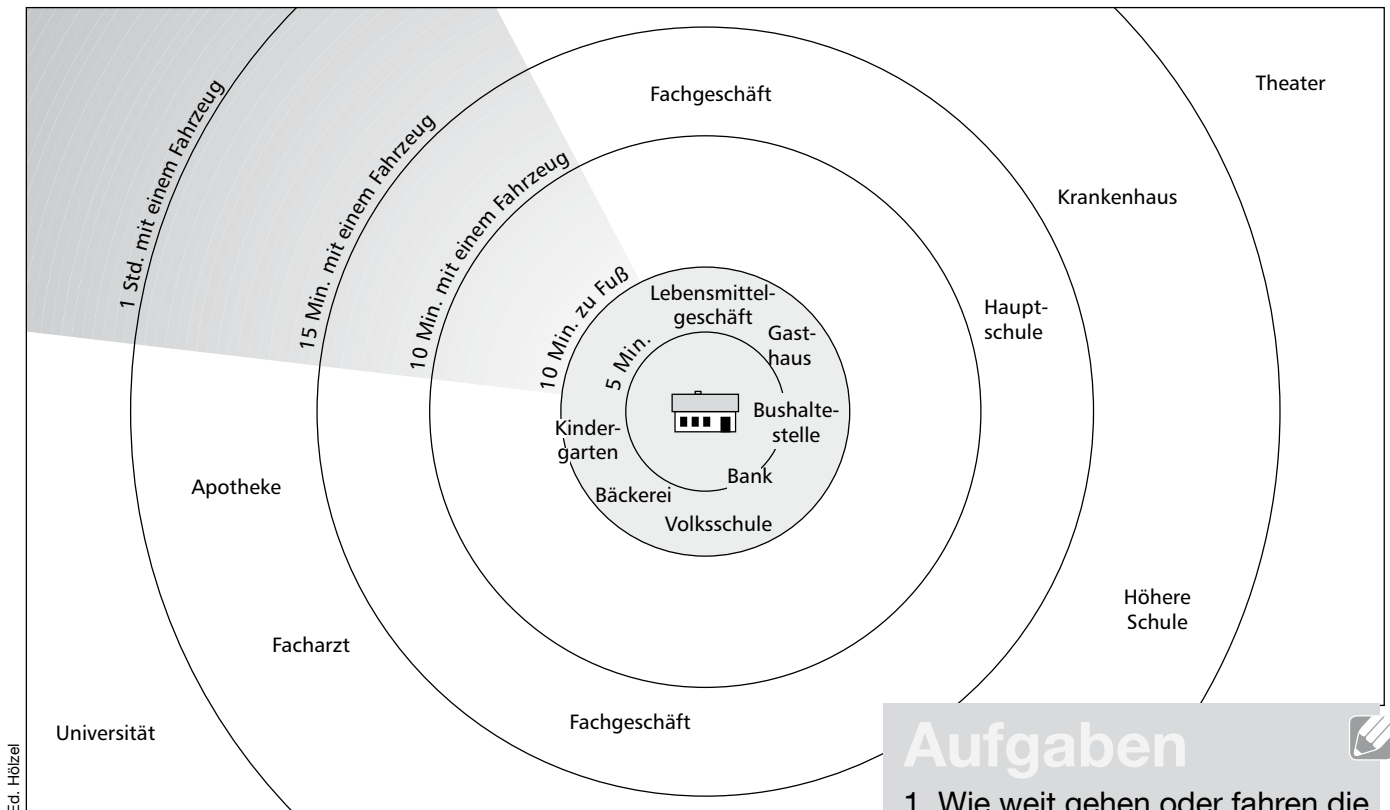 Fachgeschäft
Theater
1 Std. mit einem Fahrzeug
15 Min. mit einem Fahrzeug
10 Min. mit einem Fahrzeug
10 Min. zu Fuß
5 Min.
Krankenhaus
Lebensmittel-
geschäft
Gast-
haus
Haupt-
schule
Bushalte-
stelle
Kinder-
garten
Bank
Bäckerei
Volksschule
Apotheke
Höhere
Schule
Facharzt
Fachgeschäft
Universität
Ed. Hölzel
Aufgaben
1. Wie weit gehen oder fahren die